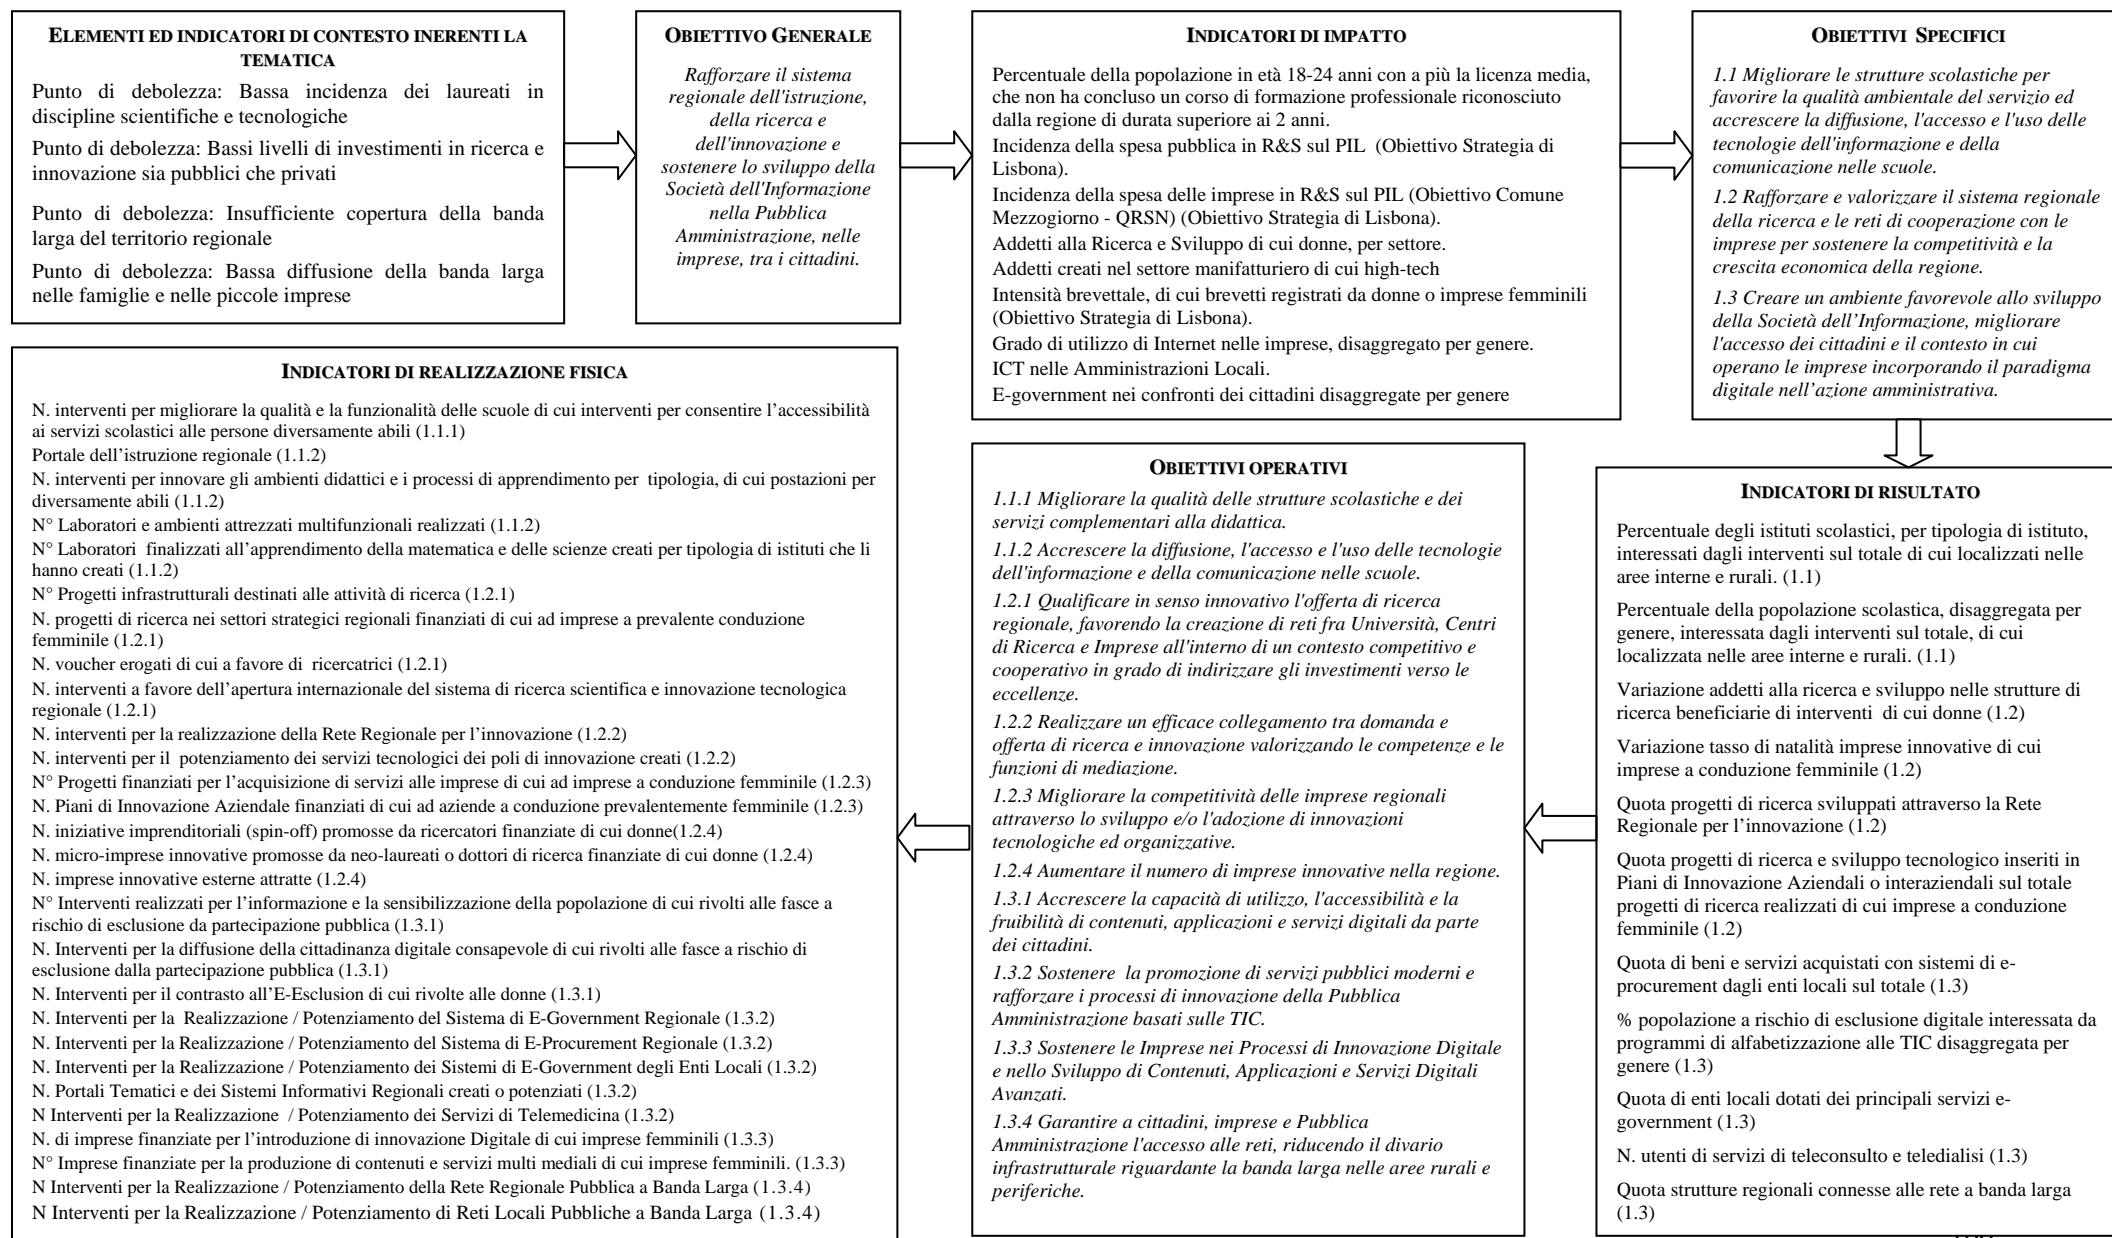 ELEMENTI ED INDICATORI DI CONTESTO INERENTI LA
TEMATICA
Punto di debolezza: Bassa incidenza dei laureati in
discipline scientifiche e tecnologiche
Punto di debolezza: Bassi livelli di investimenti in ricerca e
innovazione sia pubblici che privati
Punto di debolezza: Insufficiente copertura della banda
larga del territorio regionale
Punto di debolezza: Bassa diffusione della banda larga
nelle famiglie e nelle piccole imprese
OBIETTIVO GENERALE
Rafforzare il sistema
regionale dell'istruzione,
della ricerca e
dell'innovazione e
sostenere lo sviluppo della
Società dell'Informazione
nella Pubblica
Amministrazione, nelle
imprese, tra i cittadini.
INDICATORI DI IMPATTO
Percentuale della popolazione in età 18-24 anni con a più la licenza media,
che non ha concluso un corso di formazione professionale riconosciuto
dalla regione di durata superiore ai 2 anni.
Incidenza della spesa pubblica in R&S sul PIL (Obiettivo Strategia di
Lisbona).
Incidenza della spesa delle imprese in R&S sul PIL (Obiettivo Comune
Mezzogiorno - QRSN) (Obiettivo Strategia di Lisbona).
Addetti alla Ricerca e Sviluppo di cui donne, per settore.
Addetti creati nel settore manifatturiero di cui high-tech
Intensità brevettale, di cui brevetti registrati da donne o imprese femminili
(Obiettivo Strategia di Lisbona).
Grado di utilizzo di Internet nelle imprese, disaggregato per genere.
ICT nelle Amministrazioni Locali.
E-government nei confronti dei cittadini disaggregate per genere
OBIETTIVI SPECIFICI
1.1 Migliorare le strutture scolastiche per
favorire la qualità ambientale del servizio ed
accrescere la diffusione, l'accesso e l'uso delle
tecnologie dell'informazione e della
comunicazione nelle scuole.
1.2 Rafforzare e valorizzare il sistema regionale
della ricerca e le reti di cooperazione con le
imprese per sostenere la competitività e la
crescita economica della regione.
1.3 Creare un ambiente favorevole allo sviluppo
della Società dell’Informazione, migliorare
l'accesso dei cittadini e il contesto in cui
operano le imprese incorporando il paradigma
digitale nell’azione amministrativa.
INDICATORI DI REALIZZAZIONE FISICA
N. interventi per migliorare la qualità e la funzionalità delle scuole di cui interventi per consentire l’accessibilità
ai servizi scolastici alle persone diversamente abili (1.1.1)
Portale dell’istruzione regionale (1.1.2)
N. interventi per innovare gli ambienti didattici e i processi di apprendimento per tipologia, di cui postazioni per
diversamente abili (1.1.2)
N° Laboratori e ambienti attrezzati multifunzionali realizzati (1.1.2)
N° Laboratori finalizzati all’apprendimento della matematica e delle scienze creati per tipologia di istituti che li
hanno creati (1.1.2)
N° Progetti infrastrutturali destinati alle attività di ricerca (1.2.1)
N. progetti di ricerca nei settori strategici regionali finanziati di cui ad imprese a prevalente conduzione
femminile (1.2.1)
N. voucher erogati di cui a favore di ricercatrici (1.2.1)
N. interventi a favore dell’apertura internazionale del sistema di ricerca scientifica e innovazione tecnologica
regionale (1.2.1)
N. interventi per la realizzazione della Rete Regionale per l’innovazione (1.2.2)
N. interventi per il potenziamento dei servizi tecnologici dei poli di innovazione creati (1.2.2)
N° Progetti finanziati per l’acquisizione di servizi alle imprese di cui ad imprese a conduzione femminile (1.2.3)
N. Piani di Innovazione Aziendale finanziati di cui ad aziende a conduzione prevalentemente femminile (1.2.3)
N. iniziative imprenditoriali (spin-off) promosse da ricercatori finanziate di cui donne(1.2.4)
N. micro-imprese innovative promosse da neo-laureati o dottori di ricerca finanziate di cui donne (1.2.4)
N. imprese innovative esterne attratte (1.2.4)
N° Interventi realizzati per l’informazione e la sensibilizzazione della popolazione di cui rivolti alle fasce a
rischio di esclusione da partecipazione pubblica (1.3.1)
N. Interventi per la diffusione della cittadinanza digitale consapevole di cui rivolti alle fasce a rischio di
esclusione dalla partecipazione pubblica (1.3.1)
N. Interventi per il contrasto all’E-Esclusion di cui rivolte alle donne (1.3.1)
N. Interventi per la Realizzazione / Potenziamento del Sistema di E-Government Regionale (1.3.2)
N. Interventi per la Realizzazione / Potenziamento del Sistema di E-Procurement Regionale (1.3.2)
N. Interventi per la Realizzazione / Potenziamento dei Sistemi di E-Government degli Enti Locali (1.3.2)
N. Portali Tematici e dei Sistemi Informativi Regionali creati o potenziati (1.3.2)
N Interventi per la Realizzazione / Potenziamento dei Servizi di Telemedicina (1.3.2)
N. di imprese finanziate per l’introduzione di innovazione Digitale di cui imprese femminili (1.3.3)
N° Imprese finanziate per la produzione di contenuti e servizi multi mediali di cui imprese femminili. (1.3.3)
N Interventi per la Realizzazione / Potenziamento della Rete Regionale Pubblica a Banda Larga (1.3.4)
N Interventi per la Realizzazione / Potenziamento di Reti Locali Pubbliche a Banda Larga (1.3.4)
OBIETTIVI OPERATIVI
1.1.1 Migliorare la qualità delle strutture scolastiche e dei
servizi complementari alla didattica.
1.1.2 Accrescere la diffusione, l'accesso e l'uso delle tecnologie
dell'informazione e della comunicazione nelle scuole.
1.2.1 Qualificare in senso innovativo l'offerta di ricerca
regionale, favorendo la creazione di reti fra Università, Centri
di Ricerca e Imprese all'interno di un contesto competitivo e
cooperativo in grado di indirizzare gli investimenti verso le
eccellenze.
1.2.2 Realizzare un efficace collegamento tra domanda e
offerta di ricerca e innovazione valorizzando le competenze e le
funzioni di mediazione.
1.2.3 Migliorare la competitività delle imprese regionali
attraverso lo sviluppo e/o l'adozione di innovazioni
tecnologiche ed organizzative.
1.2.4 Aumentare il numero di imprese innovative nella regione.
1.3.1 Accrescere la capacità di utilizzo, l'accessibilità e la
fruibilità di contenuti, applicazioni e servizi digitali da parte
dei cittadini.
1.3.2 Sostenere la promozione di servizi pubblici moderni e
rafforzare i processi di innovazione della Pubblica
Amministrazione basati sulle TIC.
1.3.3 Sostenere le Imprese nei Processi di Innovazione Digitale
e nello Sviluppo di Contenuti, Applicazioni e Servizi Digitali
Avanzati.
1.3.4 Garantire a cittadini, imprese e Pubblica
Amministrazione l'accesso alle reti, riducendo il divario
infrastrutturale riguardante la banda larga nelle aree rurali e
periferiche.
INDICATORI DI RISULTATO
Percentuale degli istituti scolastici, per tipologia di istituto,
interessati dagli interventi sul totale di cui localizzati nelle
aree interne e rurali. (1.1)
Percentuale della popolazione scolastica, disaggregata per
genere, interessata dagli interventi sul totale, di cui
localizzata nelle aree interne e rurali. (1.1)
Variazione addetti alla ricerca e sviluppo nelle strutture di
ricerca beneficiarie di interventi di cui donne (1.2)
Variazione tasso di natalità imprese innovative di cui
imprese a conduzione femminile (1.2)
Quota progetti di ricerca sviluppati attraverso la Rete
Regionale per l’innovazione (1.2)
Quota progetti di ricerca e sviluppo tecnologico inseriti in
Piani di Innovazione Aziendali o interaziendali sul totale
progetti di ricerca realizzati di cui imprese a conduzione
femminile (1.2)
Quota di beni e servizi acquistati con sistemi di e-
procurement dagli enti locali sul totale (1.3)
% popolazione a rischio di esclusione digitale interessata da
programmi di alfabetizzazione alle TIC disaggregata per
genere (1.3)
Quota di enti locali dotati dei principali servizi e-
government (1.3)
N. utenti di servizi di teleconsulto e teledialisi (1.3)
Quota strutture regionali connesse alle rete a banda larga
(1.3)